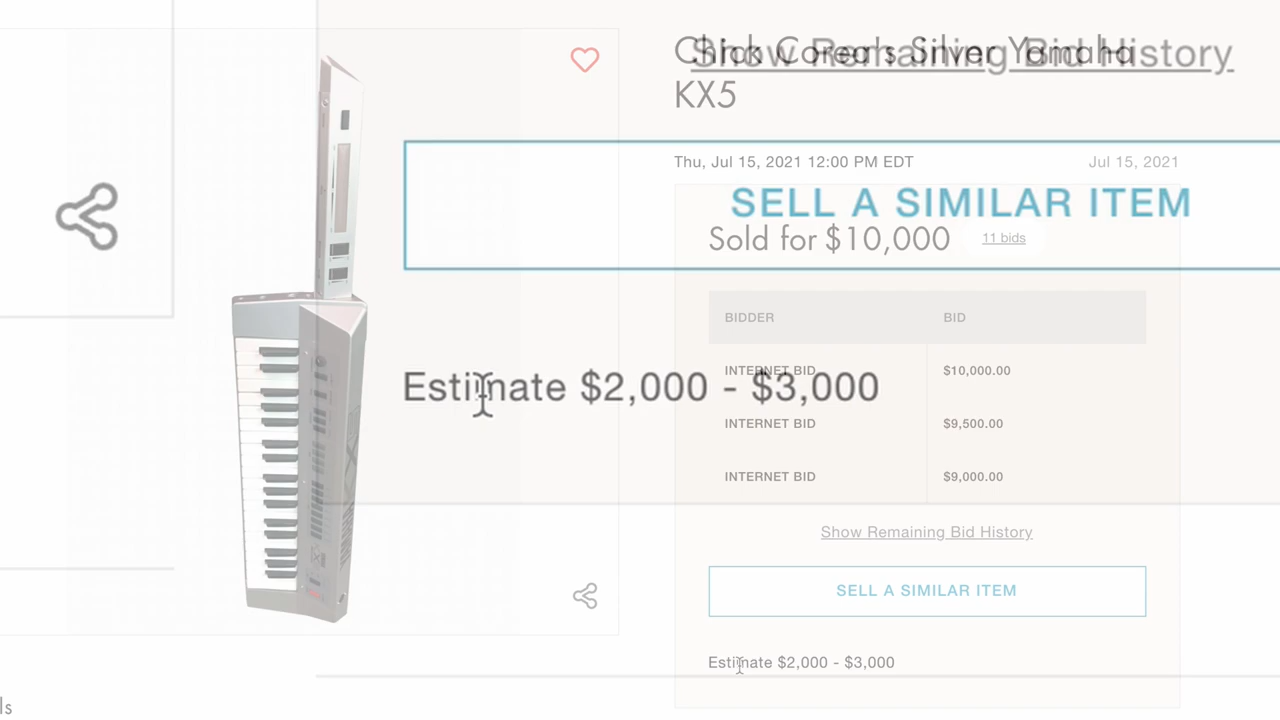 Chick Corea's Silver Yamaha
KX5
Show Remaining Bid History
Thu, Jul 15, 2021 12:00 PM EDT
Jul 15, 2021
SELL A SIMILAR ITEM
Sold for $10,000
11 bids
BIDDER BID
INTERNET BID $10,000.00
Estimate $2,000 - $3,000
INTERNET BID $9,500.00
INTERNET BID $9,000.00
Show Remaining Bid History
SELL A SIMILAR ITEM
Estimate $2,000 - $3,000
ls